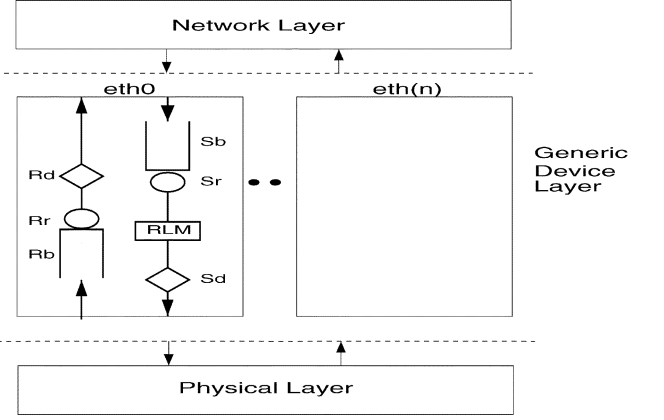 Network Layer
eth0
eth(n)
Sb
Generic
Device
Layer
Rd
Sr
Rr
RLM
Rb
Sd
Physical Layer